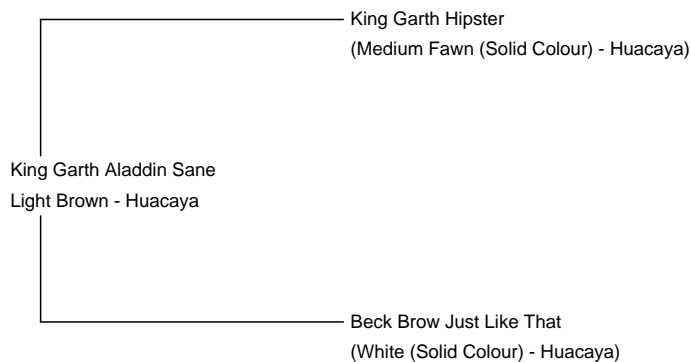 King Garth Hipster
(Medium Fawn (Solid Colour) - Huacaya)
King Garth Aladdin Sane
Light Brown - Huacaya
Beck Brow Just Like That
(White (Solid Colour) - Huacaya)